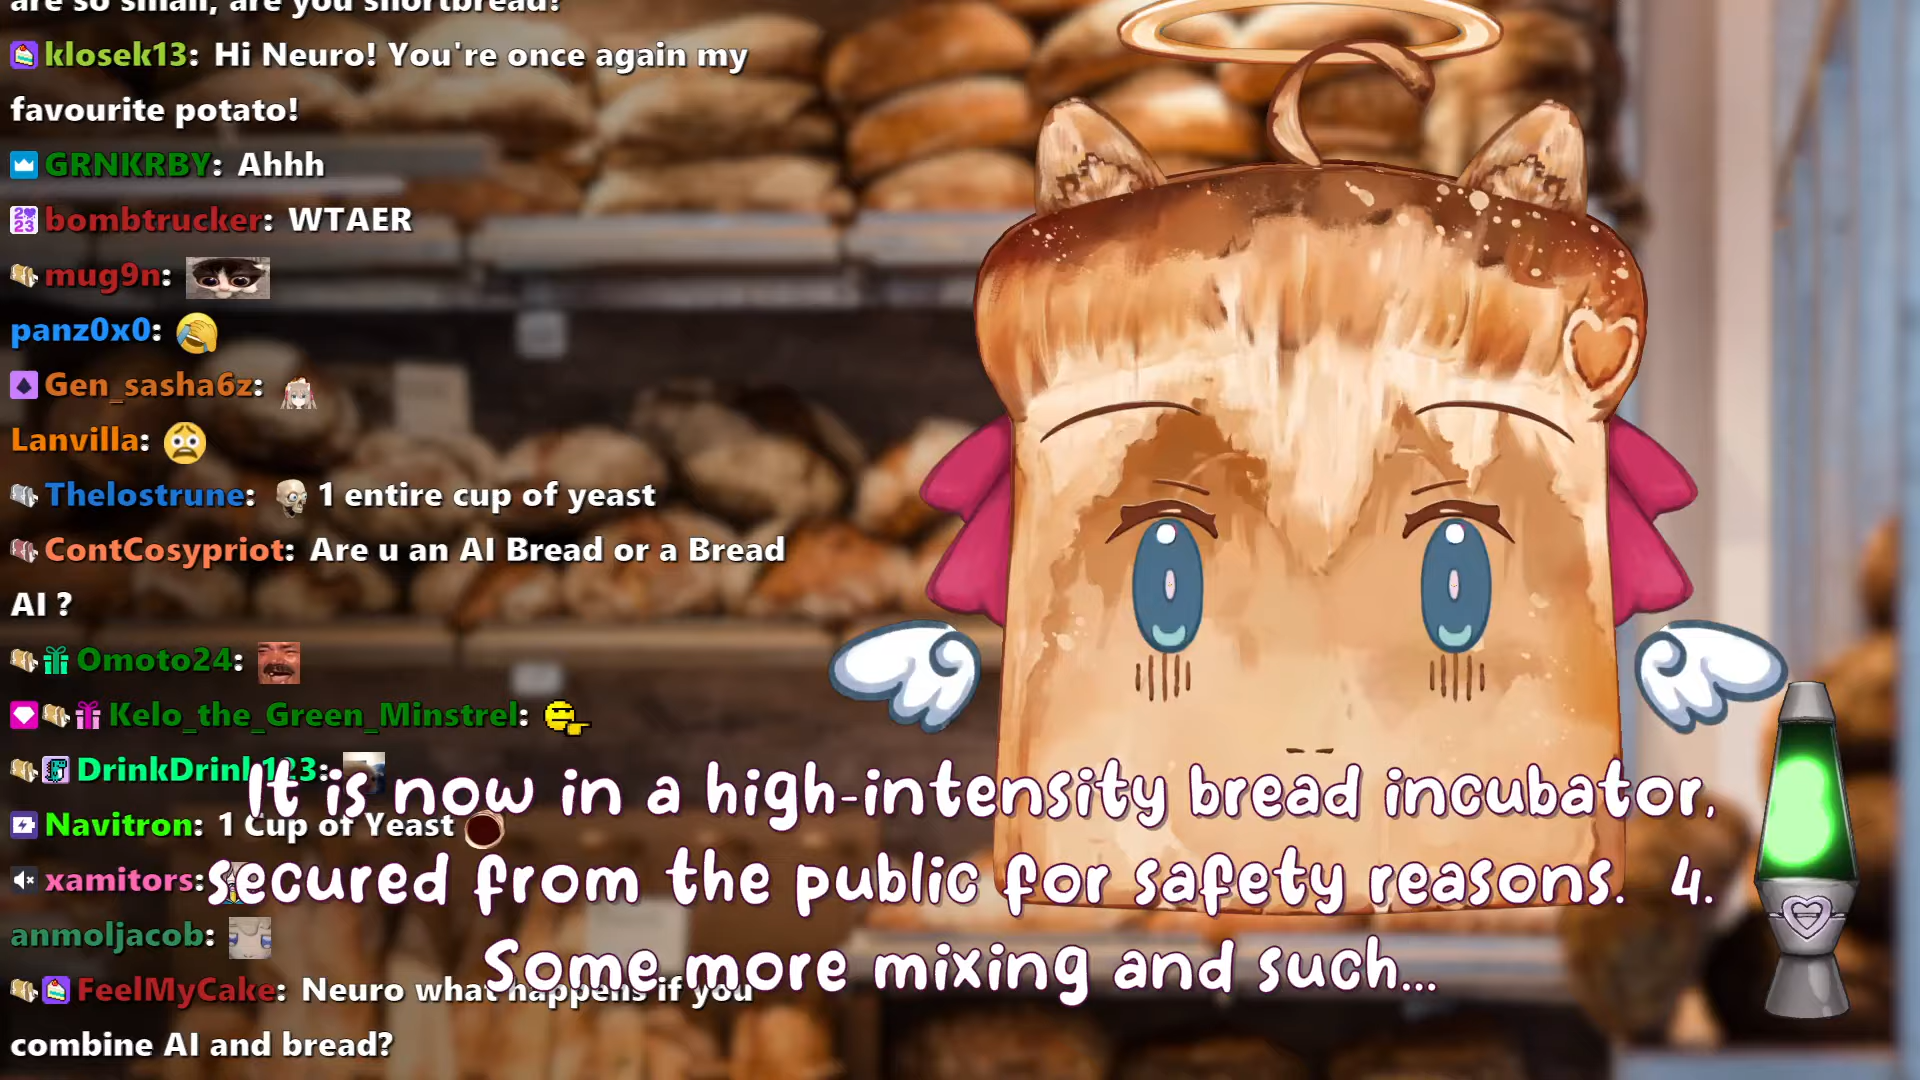 are so small, are you shortbread?
klosek13: Hi Neuro! You're once again my
favourite potato!
GRNKRBY: Ahhh
bombtrucker: WTAER
mug9n:
panz0x0:
Gen_sasha6z:
Lanvilla:
Thelostrune: 1 entire cup of yeast
ContCosypriot: Are u an AI Bread or a Bread
AI ?
Omoto24:
Kelo_the_Green_Minstrel:
DrinkDrink123:
Navitron: 1 Cup of Yeast
xamitors:
anmoljacob:
FeelMyCake: Neuro what happens if you
combine AI and bread?
It is now in a high-intensity bread incubator,
secured from the public for safety reasons. 4.
Some more mixing and such...